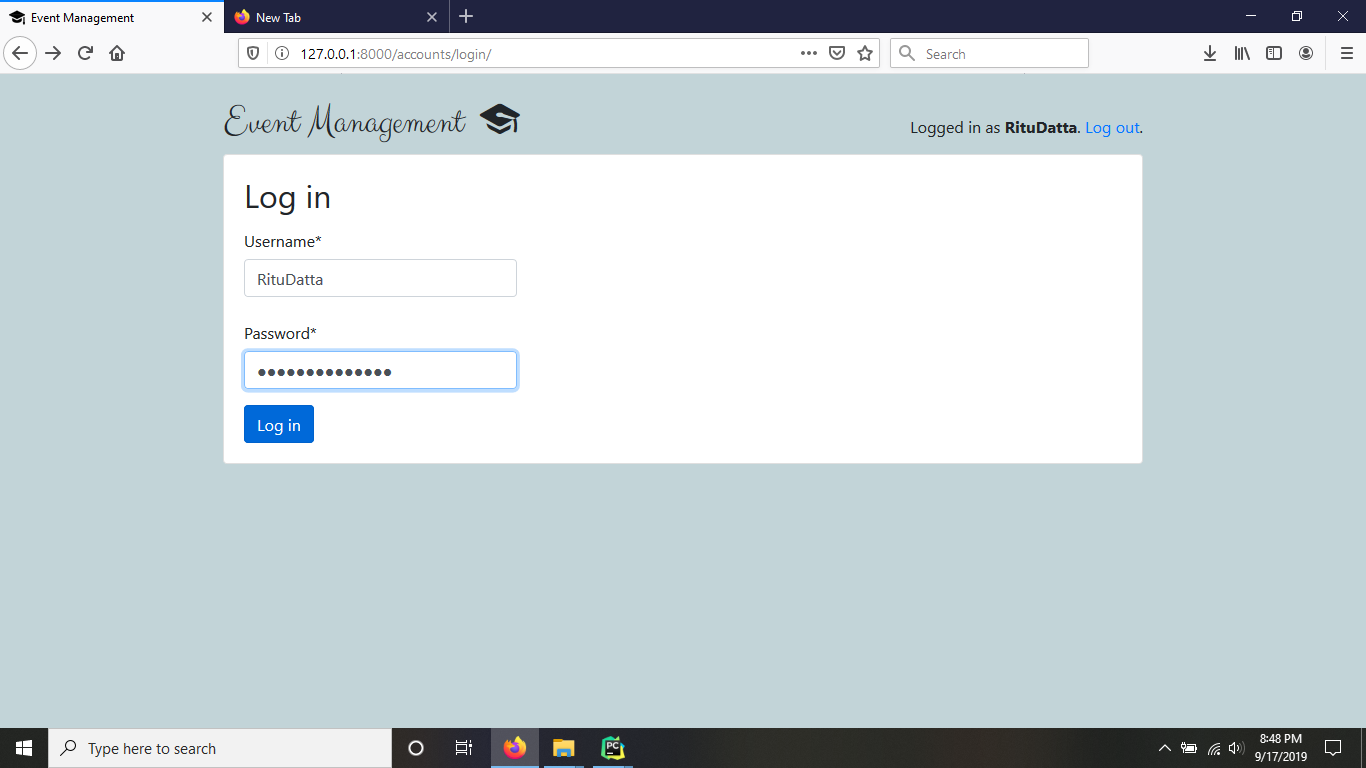 Event Management
New Tab
127.0.0.1:8000/accounts/login/
Search
Event Management
Logged in as RituDatta. Log out.
Log in
Username*
RituDatta
Password*
Log in
Type here to search
PC
8:48 PM
9/17/2019